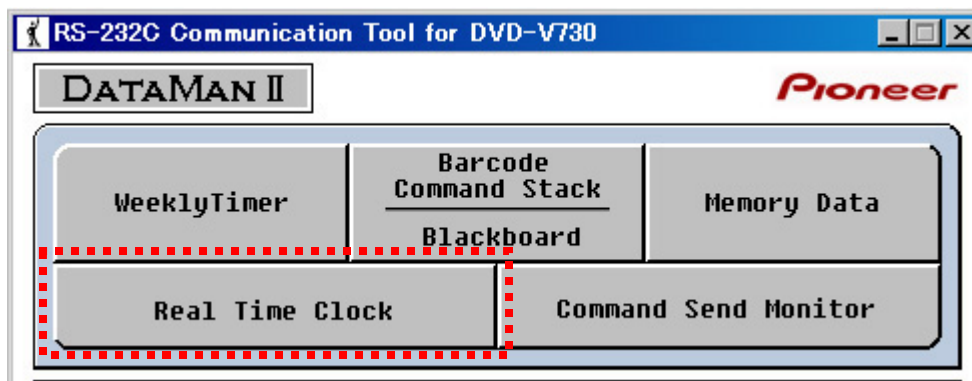 RS-232C Communication Tool for DVD-V730
DATAMAN II
Pioneer
WeeklyTimer
Barcode
Command Stack
Blackboard
Memory Data
Real Time Clock
Command Send Monitor